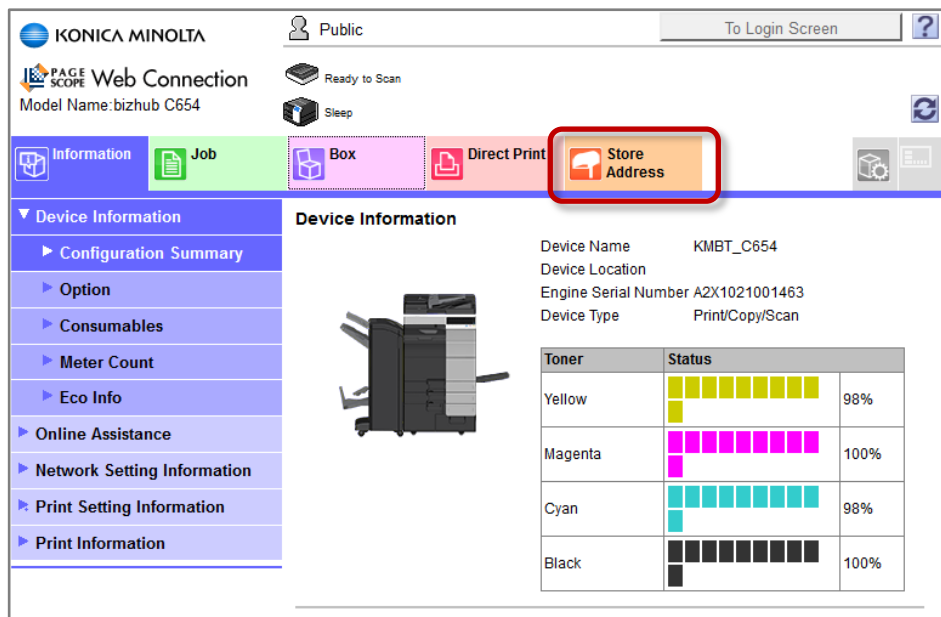 KONICA MINOLTA
Public
To Login Screen
?
PAGE SCOPE Web Connection
Model Name:bizhub C654
Ready to Scan
Sleep
Information
Job
Box
Direct Print
Store
Address
Device Information
Configuration Summary
Option
Consumables
Meter Count
Eco Info
Online Assistance
Network Setting Information
Print Setting Information
Print Information
Device Information
Device Name KMBT_C654
Device Location
Engine Serial Number A2X1021001463
Device Type Print/Copy/Scan
Toner Status
Yellow 98%
Magenta 100%
Cyan 98%
Black 100%